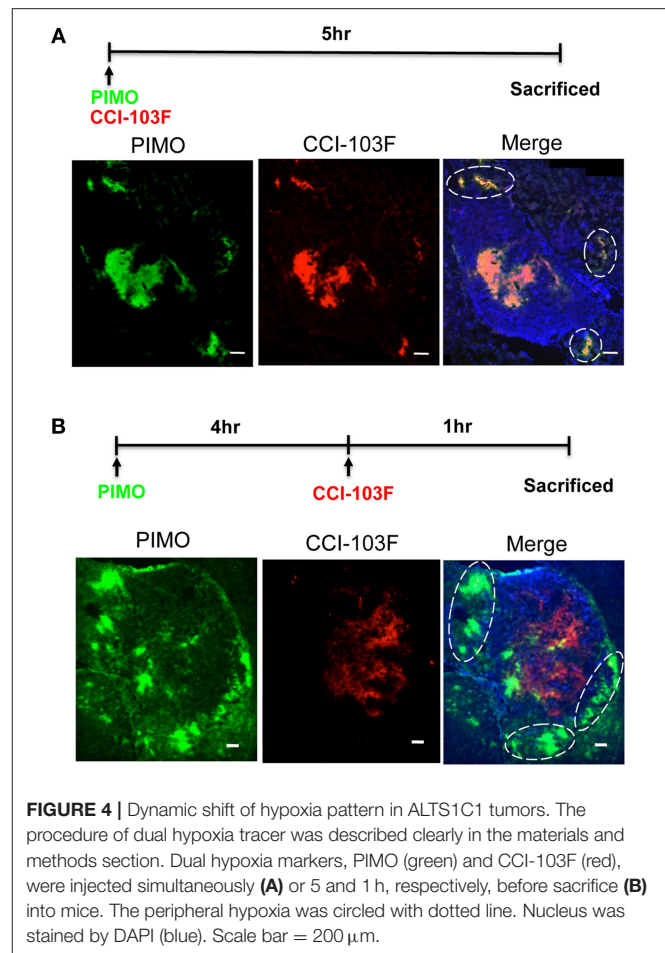 A
5hr
PIMO
CCI-103F
Sacrificed
PIMO CCI-103F Merge
B
4hr 1hr
PIMO CCI-103F Sacrificed
PIMO CCI-103F Merge
FIGURE 4 | Dynamic shift of hypoxia pattern in ALTS1C1 tumors. The
procedure of dual hypoxia tracer was described clearly in the materials and
methods section. Dual hypoxia markers, PIMO (green) and CCI-103F (red),
were injected simultaneously (A) or 5 and 1 h, respectively, before sacrifice (B)
into mice. The peripheral hypoxia was circled with dotted line. Nucleus was
stained by DAPI (blue). Scale bar = 200 μm.